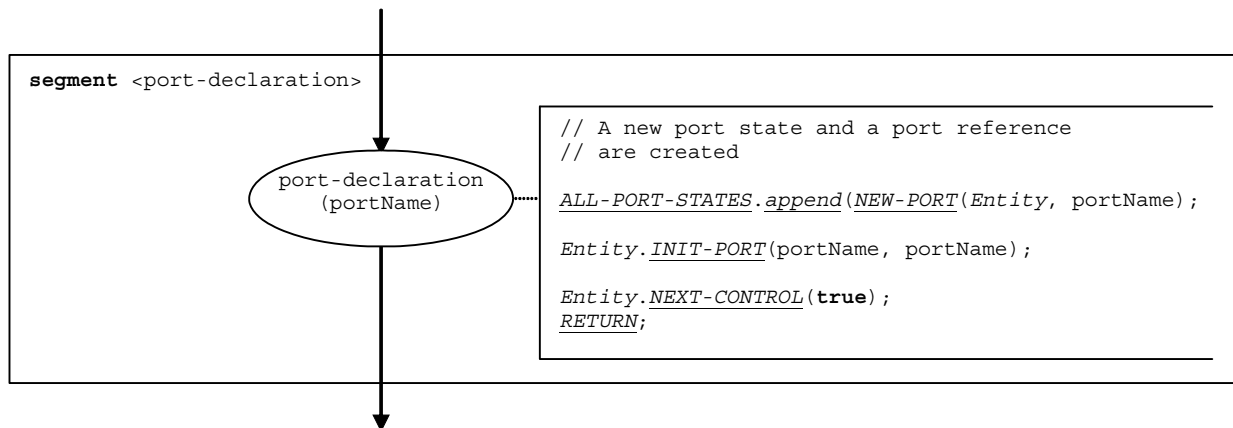 segment <port-declaration>
port-declaration
(portName)
// A new port state and a port reference
// are created
ALL-PORT-STATES.append(NEW-PORT(Entity, portName);
Entity.INIT-PORT(portName, portName);
Entity.NEXT-CONTROL(true);
RETURN;